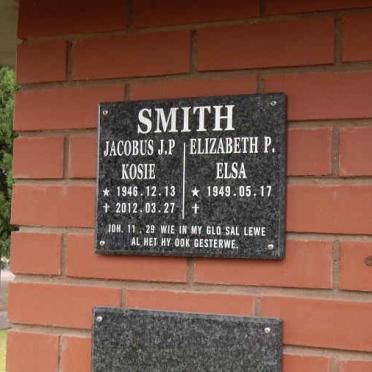 SMITH
JACOBUS J.P ELIZABETH P.
KOSIE ELSA
★ 1946.12.13 ★ 1949.05.17
✝ 2012.03.27 ✝
JOH. 11 . 29 WIE IN MY GLO SAL LEWE
AL HET HY OOK GESTERWE.